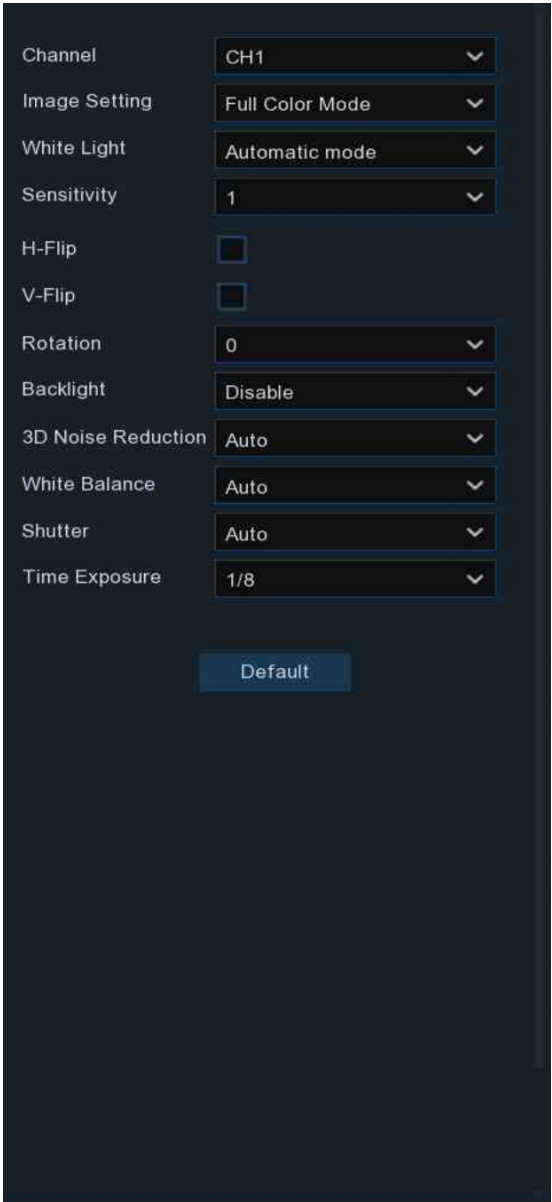 Channel CH1
Image Setting Full Color Mode
White Light Automatic mode
Sensitivity 1
H-Flip
V-Flip
Rotation 0
Backlight Disable
3D Noise Reduction Auto
White Balance Auto
Shutter Auto
Time Exposure 1/8
Default